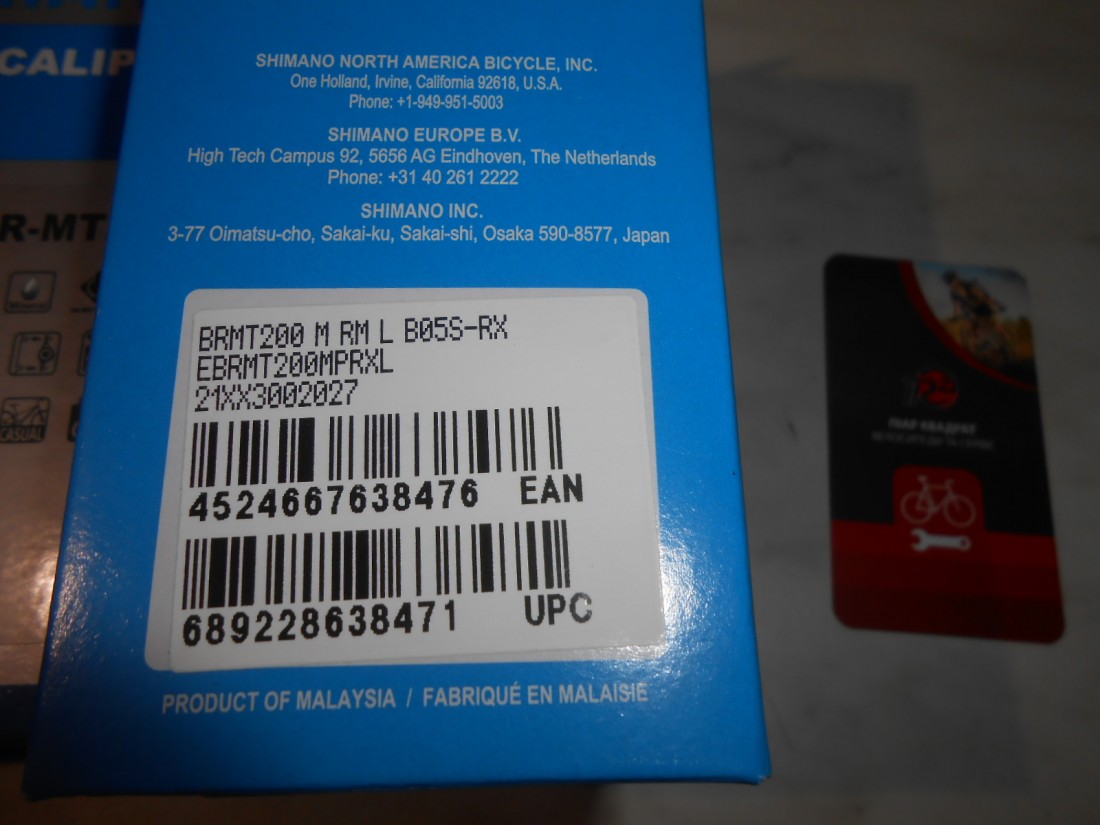 CALIP
R-MT
CASUAL
SHIMANO NORTH AMERICA BICYCLE, INC.
One Holland, Irvine, California 92618, U.S.A.
Phone: +1-949-951-5003
SHIMANO EUROPE B.V.
High Tech Campus 92, 5656 AG Eindhoven, The Netherlands
Phone: +31 40 261 2222
SHIMANO INC.
3-77 Oimatsu-cho, Sakai-ku, Sakai-shi, Osaka 590-8577, Japan
BRMT200 M RM L B05S-RX
EBRMT200MPRXL
21XX3002027
4524667638476 EAN
689228638471 UPC
PRODUCT OF MALAYSIA / FABRIQUÉ EN MALAISIE
ПІАР КВАДРАТ